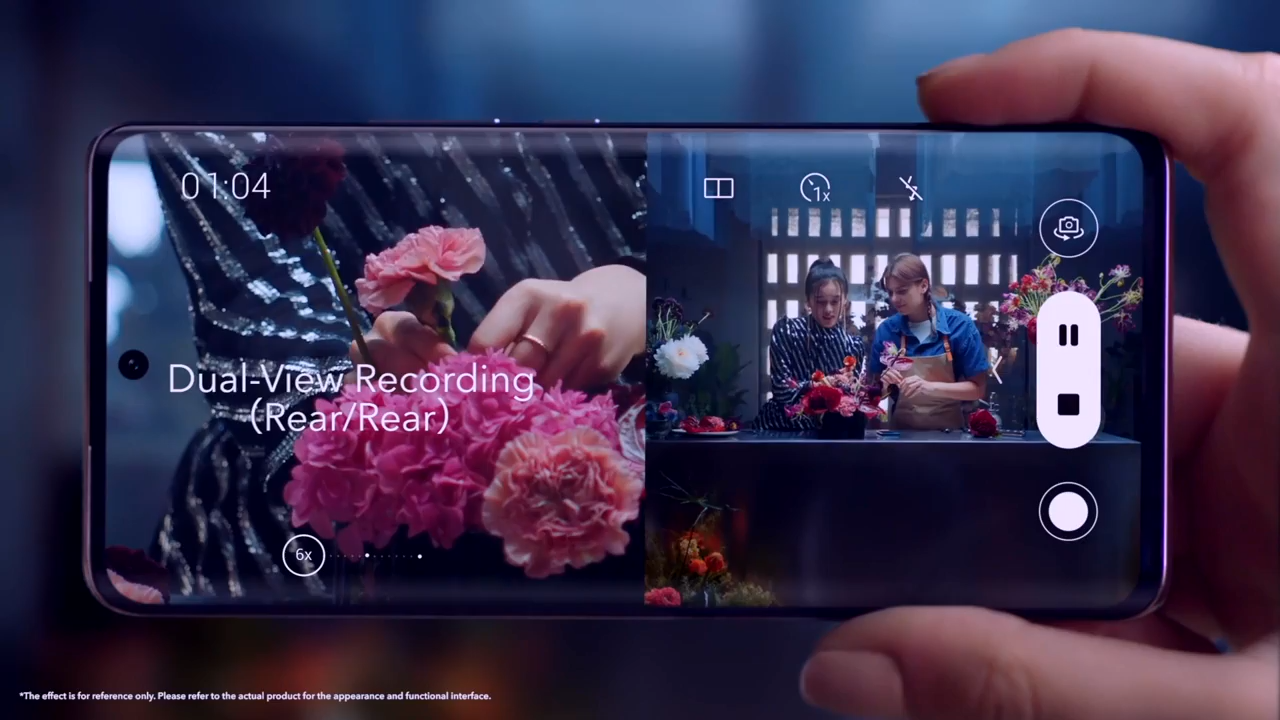 01:04
1x
Dual-View Recording
(Rear/Rear)
6x
*The effect is for reference only. Please refer to the actual product for the appearance and functional interface.